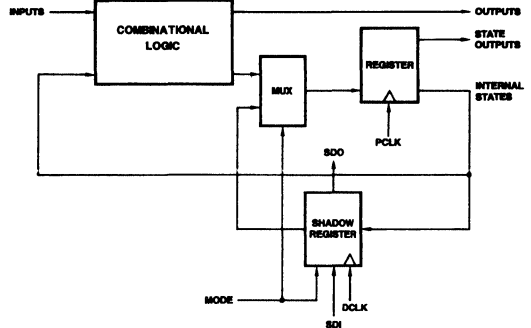 INPUTS
COMBINATIONAL
LOGIC
OUTPUTS
STATE
OUTPUTS
REGISTER
MUX
INTERNAL
STATES
PCLK
SDO
SHADOW
REGISTER
MODE
DCLK
SDI